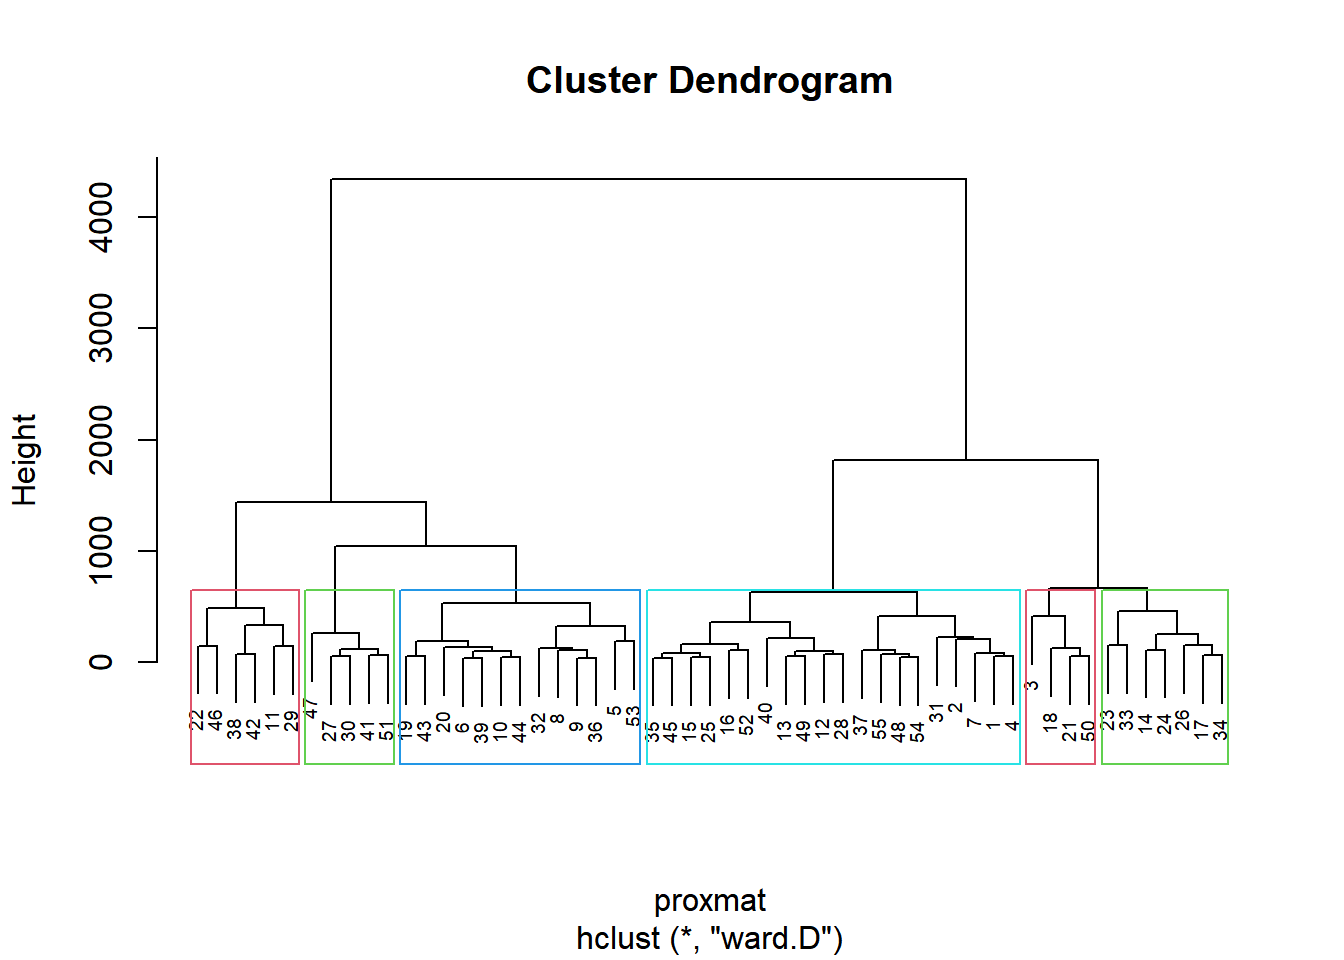 Cluster Dendrogram
Height
0 1000 2000 3000 4000
22 46 38 42 11 29 47 27 30 41 51 19 43 20 6 39 10 44 32 8 9 36 5 53 35 45 15 25 16 52 40 13 49 12 28 37 55 48 54 31 2 7 1 4 3 18 21 50 23 33 14 24 26 17 34
proxmat
hclust (*, "ward.D")